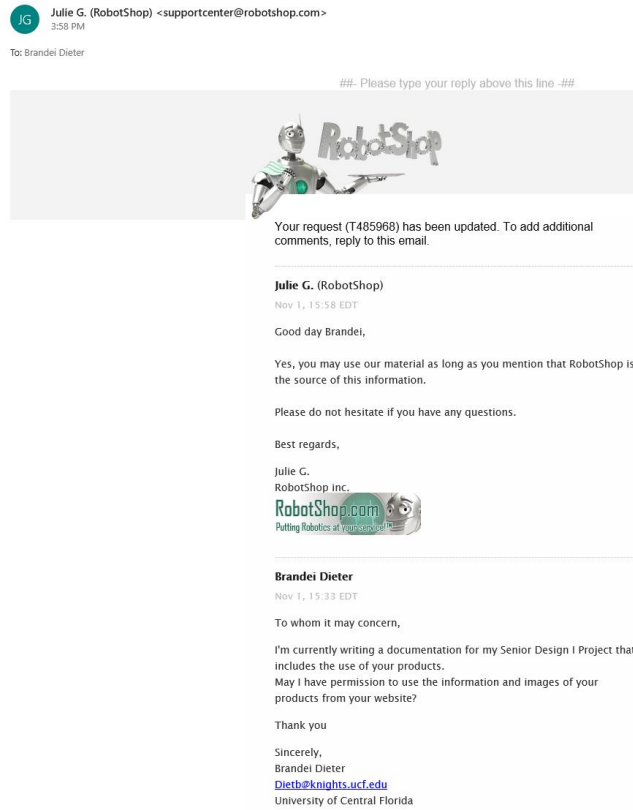 JG
Julie G. (RobotShop) <supportcenter@robotshop.com>
3:58 PM
To: Brandei Dieter
##- Please type your reply above this line -##
RobotShop
Your request (T485968) has been updated. To add additional
comments, reply to this email.
Julie G. (RobotShop)
Nov 1, 15:58 EDT
Good day Brandei,
Yes, you may use our material as long as you mention that RobotShop is
the source of this information.
Please do not hesitate if you have any questions.
Best regards,
Julie G.
RobotShop inc.
RobotShop.com
Putting Robotics at your service!™
Brandei Dieter
Nov 1, 15:33 EDT
To whom it may concern,
I'm currently writing a documentation for my Senior Design I Project that
includes the use of your products.
May I have permission to use the information and images of your
products from your website?
Thank you
Sincerely,
Brandei Dieter
Dietb@knights.ucf.edu
University of Central Florida